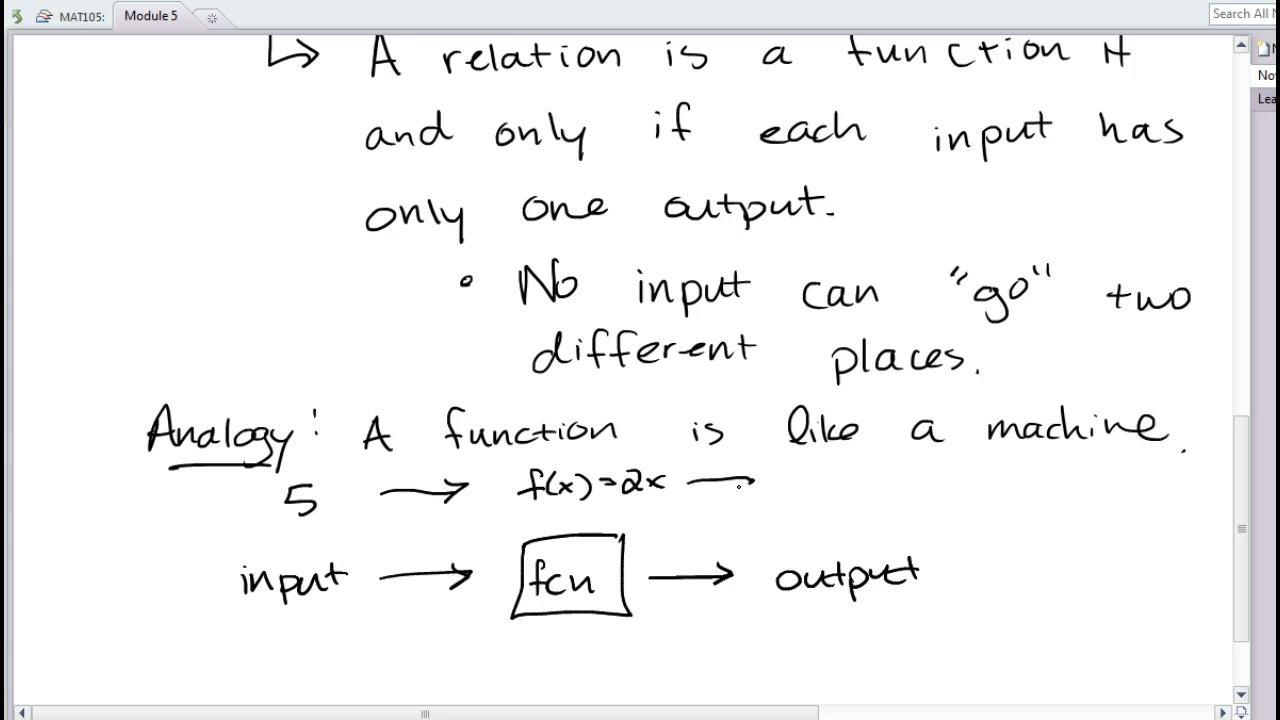 MAT105:
Module 5
Search All N
↳ A relation is a function if
and only if each input has
only one output.
• No input can "go" two
different places.
Analogy: A function is like a machine.
5 → f(x)=2x —
input → fcn → output